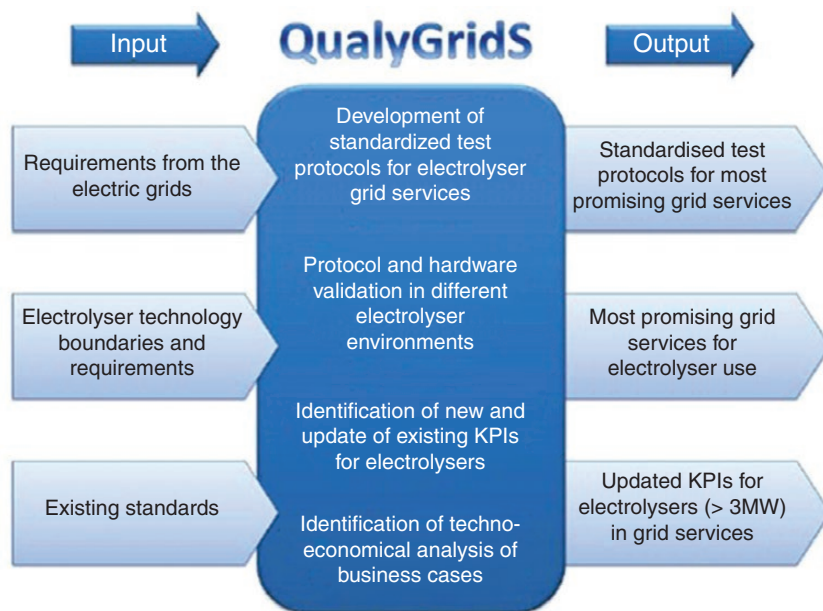 Input
QualyGridS
Output
Requirements from the
electric grids
Electrolyser technology
boundaries and
requirements
Existing standards
Development of
standardized test
protocols for electrolyser
grid services
Protocol and hardware
validation in different
electrolyser
environments
Identification of new and
update of existing KPIs
for electrolysers
Identification of techno-
economical analysis of
business cases
Standardised test
protocols for most
promising grid services
Most promising grid
services for
electrolyser use
Updated KPIs for
electrolysers (> 3MW)
in grid services